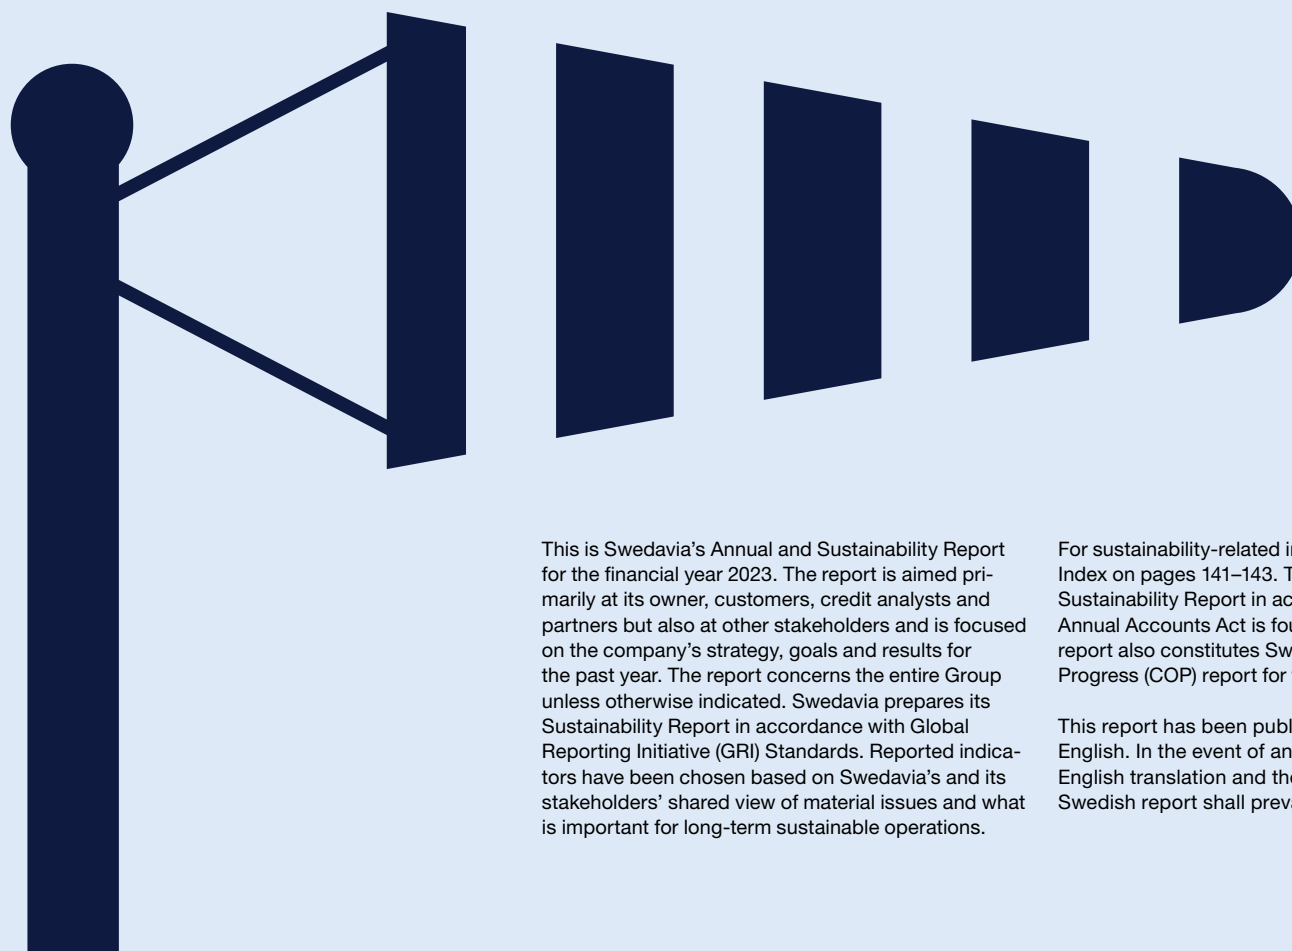 This is Swedavia’s Annual and Sustainability Report
for the financial year 2023. The report is aimed pri-
marily at its owner, customers, credit analysts and
partners but also at other stakeholders and is focused
on the company’s strategy, goals and results for
the past year. The report concerns the entire Group
unless otherwise indicated. Swedavia prepares its
Sustainability Report in accordance with Global
Reporting Initiative (GRI) Standards. Reported indica-
tors have been chosen based on Swedavia’s and its
stakeholders’ shared view of material issues and what
is important for long-term sustainable operations.
For sustainability-related
Index on pages 141–143.
Sustainability Report in
Annual Accounts Act is
report also constitutes
Progress (COP) report for
This report has been
English. In the event of
English translation and
Swedish report shall